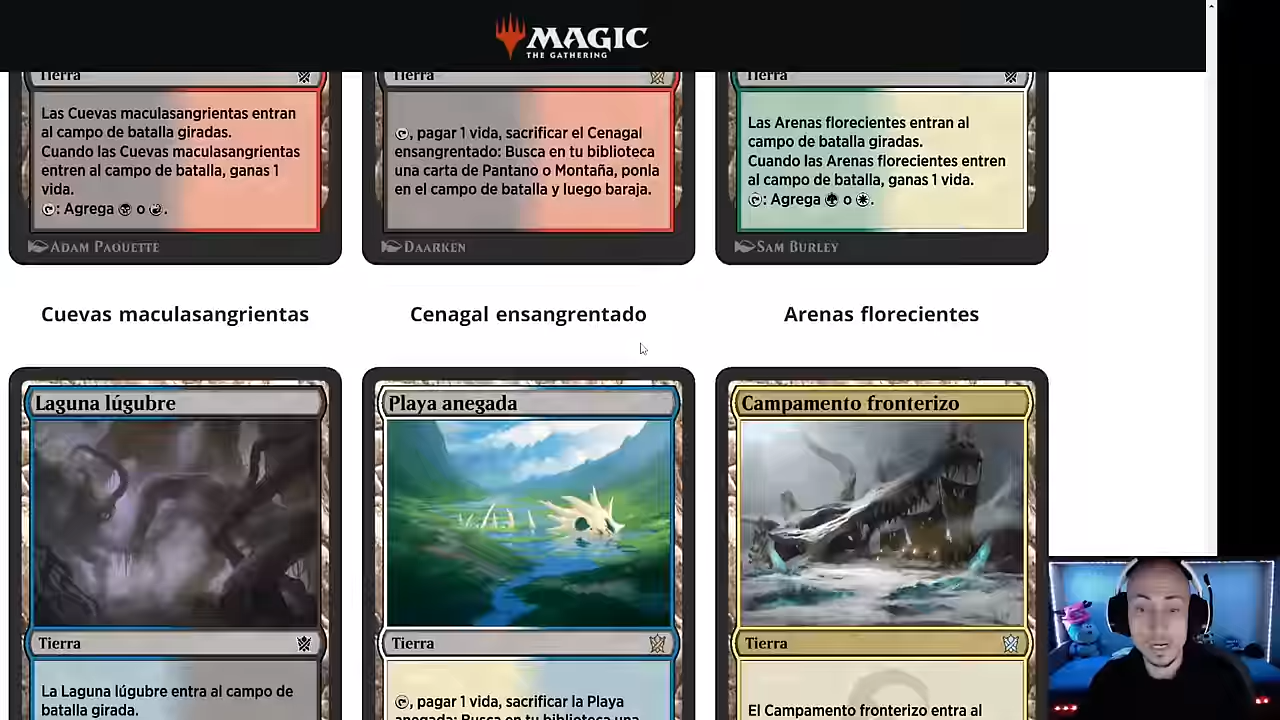 MAGIC
THE GATHERING
Tierra
Las Cuevas maculasangrientas entran
al campo de batalla giradas.
Cuando las Cuevas maculasangrientas
entren al campo de batalla, ganas 1
vida.
: Agrega o .
ADAM PAQUETTE
Tierra
, pagar 1 vida, sacrificar el Cenagal
ensangrentado: Busca en tu biblioteca
una carta de Pantano o Montaña, ponla
en el campo de batalla y luego baraja.
DAARKEN
Tierra
Las Arenas florecientes entran al
campo de batalla giradas.
Cuando las Arenas florecientes entren
al campo de batalla, ganas 1 vida.
: Agrega o .
SAM BURLEY
Cuevas maculasangrientas
Cenagal ensangrentado
Arenas florecientes
Laguna lúgubre
Tierra
La Laguna lúgubre entra al campo de
batalla girada.
Playa anegada
Tierra
, pagar 1 vida, sacrificar la Playa
anegada: Busca en tu biblioteca una
Campamento fronterizo
Tierra
El Campamento fronterizo entra al